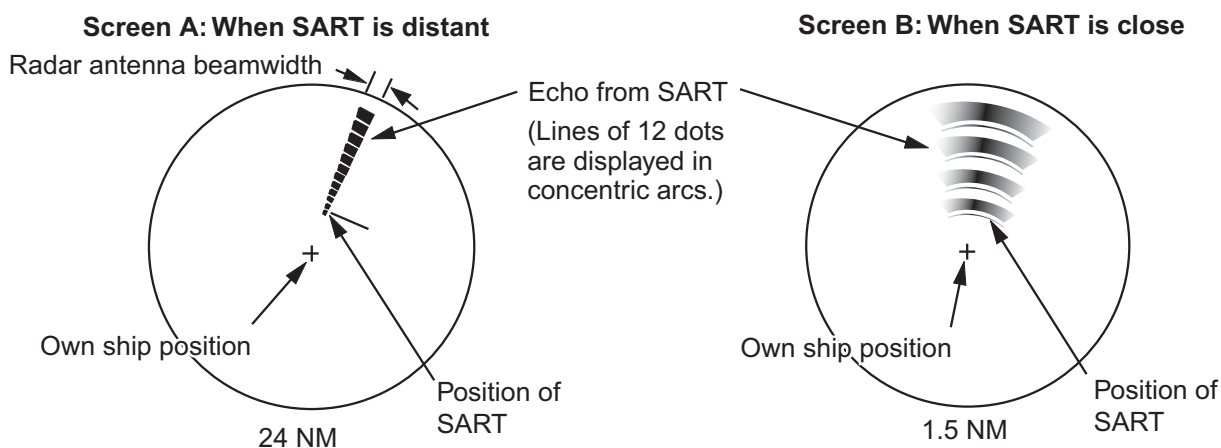 Screen A: When SART is distant
Radar antenna beamwidth
Own ship position
Position of
SART
24 NM
Echo from SART
(Lines of 12 dots
are displayed in
concentric arcs.)
Screen B: When SART is close
Own ship position
Position of
SART
1.5 NM